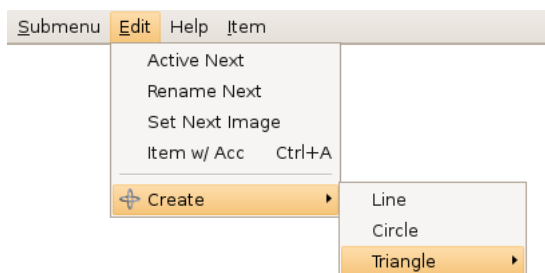 Submenu Edit Help Item
Active Next
Rename Next
Set Next Image
Item w/ Acc Ctrl+A
Create
Line
Circle
Triangle